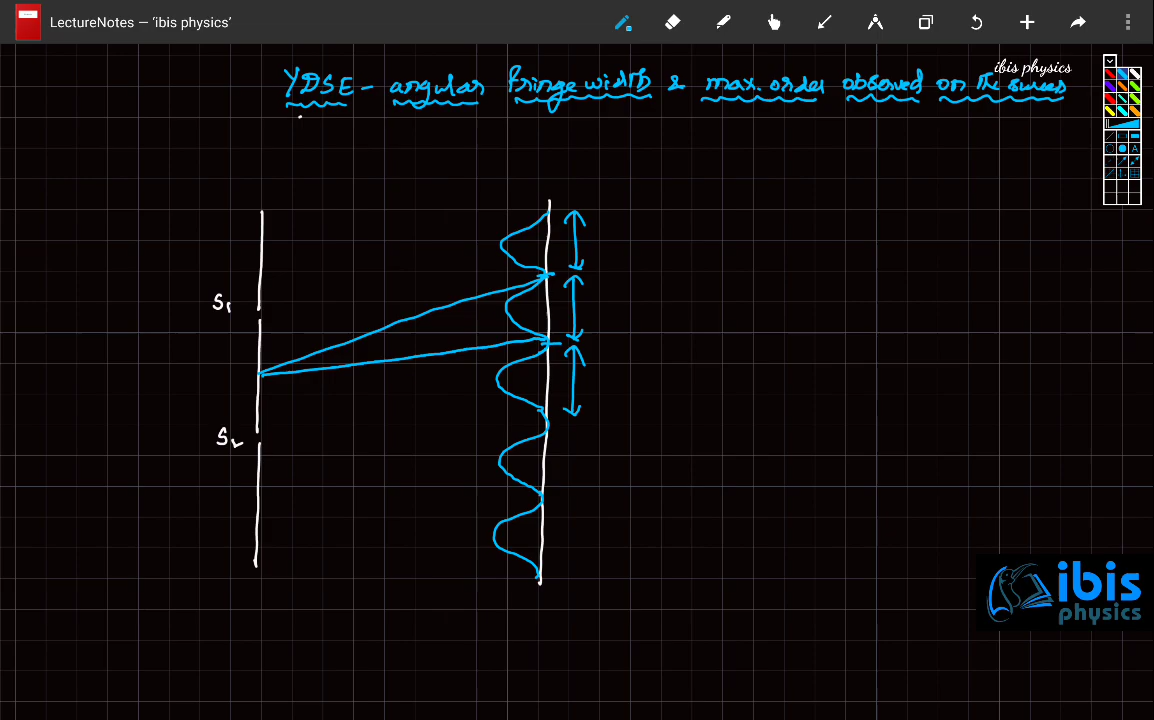 LectureNotes — ‘ibis physics’
ibis physics
YDSE - angular fringe width & max. order observed on the screen
A
S₁
S₂
ibis
physics